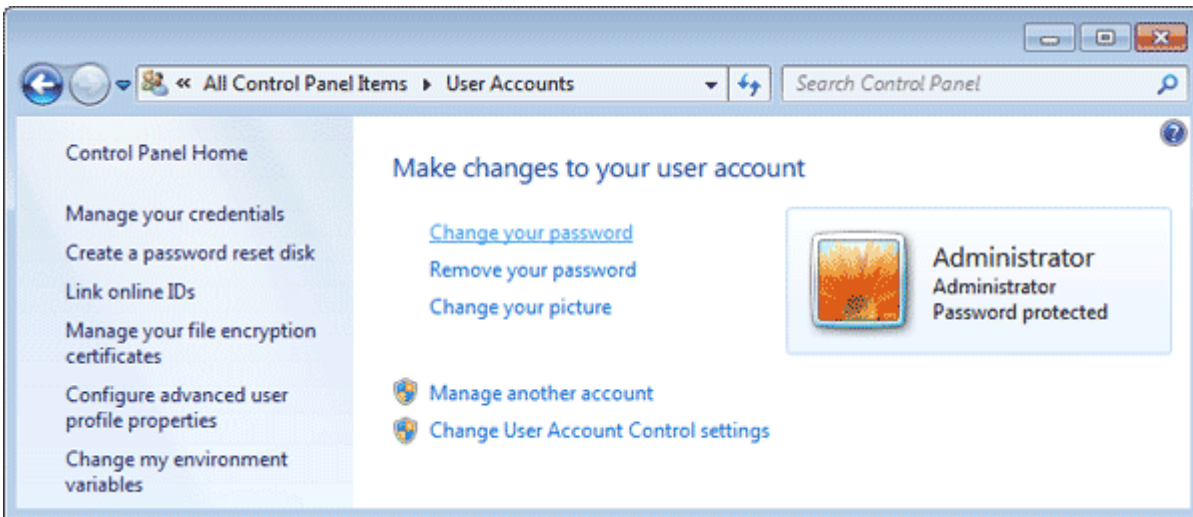 « All Control Panel Items ▸ User Accounts
Search Control Panel
Control Panel Home
Manage your credentials
Create a password reset disk
Link online IDs
Manage your file encryption
certificates
Configure advanced user
profile properties
Change my environment
variables
Make changes to your user account
Change your password
Remove your password
Change your picture
Administrator
Administrator
Password protected
Manage another account
Change User Account Control settings